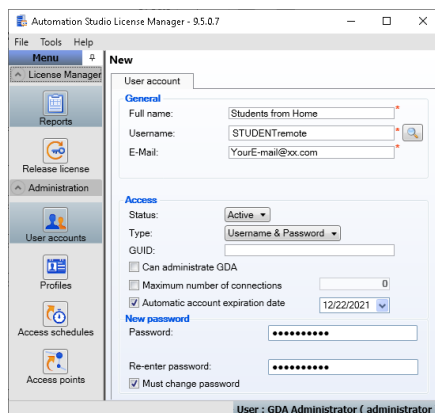 Automation Studio License Manager - 9.5.0.7
File Tools Help
Menu
New
License Manager
User account
General
Full name: Students from Home *
Reports
Username: STUDENTremote *
E-Mail: YourE-mail@xx.com *
Release license
Administration
Access
Status: Active
User accounts
Type: Username & Password
GUID:
Can administrate GDA
Profiles
Maximum number of connections 0
Automatic account expiration date 12/22/2021
New password
Access schedules
Password: ●●●●●●●●●●
Re-enter password: ●●●●●●●●●●
Access points
Must change password
User : GDA Administrator ( administrator